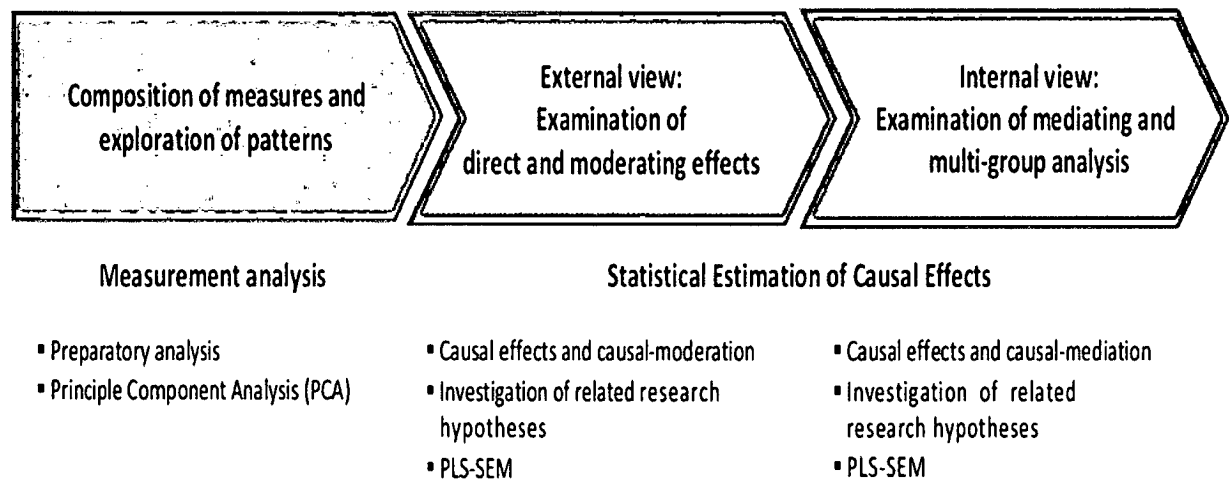 Composition of measures and
exploration of patterns
External view:
Examination of
direct and moderating effects
Internal view:
Examination of mediating and
multi-group analysis
Measurement analysis
Statistical Estimation of Causal Effects
▪ Preparatory analysis
▪ Principle Component Analysis (PCA)
▪ Causal effects and causal-moderation
▪ Investigation of related research
hypotheses
▪ PLS-SEM
▪ Causal effects and causal-mediation
▪ Investigation of related
research hypotheses
▪ PLS-SEM